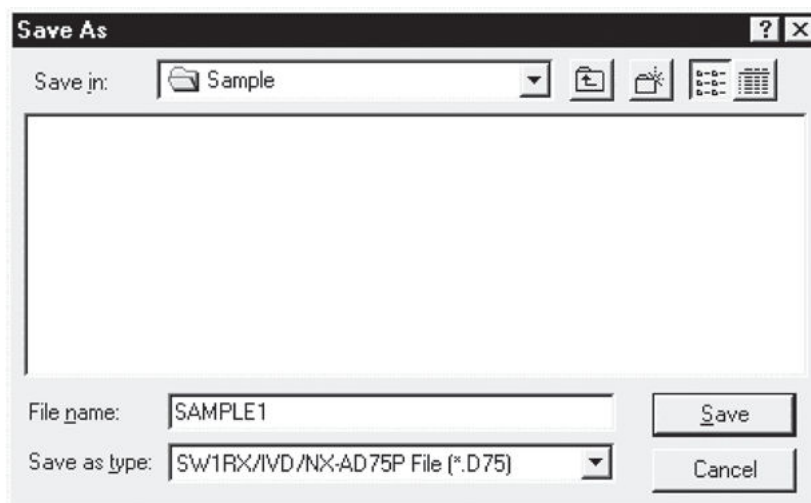 Save As
Save in: Sample
File name: SAMPLE1 Save
Save as type: SW1RX/IVD/NX-AD75P File (*.D75) Cancel